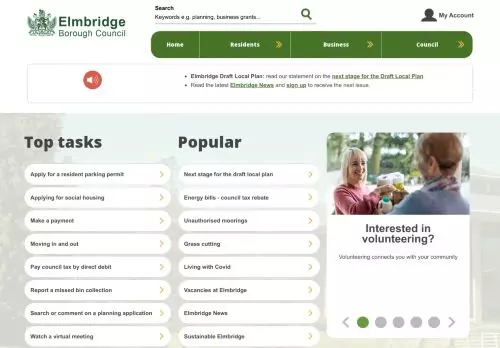 Elmbridge
Borough Council
Search
Keywords e.g. planning, business grants...
My Account
Home
Residents
Business
Council
Elmbridge Draft Local Plan: read our statement on the next stage for the Draft Local Plan
Read the latest Elmbridge News and sign up to receive the next issue.
Top tasks
Apply for a resident parking permit
Applying for social housing
Make a payment
Moving in and out
Pay council tax by direct debit
Report a missed bin collection
Search or comment on a planning application
Watch a virtual meeting
Popular
Next stage for the draft local plan
Energy bills - council tax rebate
Unauthorised moorings
Grass cutting
Living with Covid
Vacancies at Elmbridge
Elmbridge News
Sustainable Elmbridge
Interested in
volunteering?
Volunteering connects you with your community